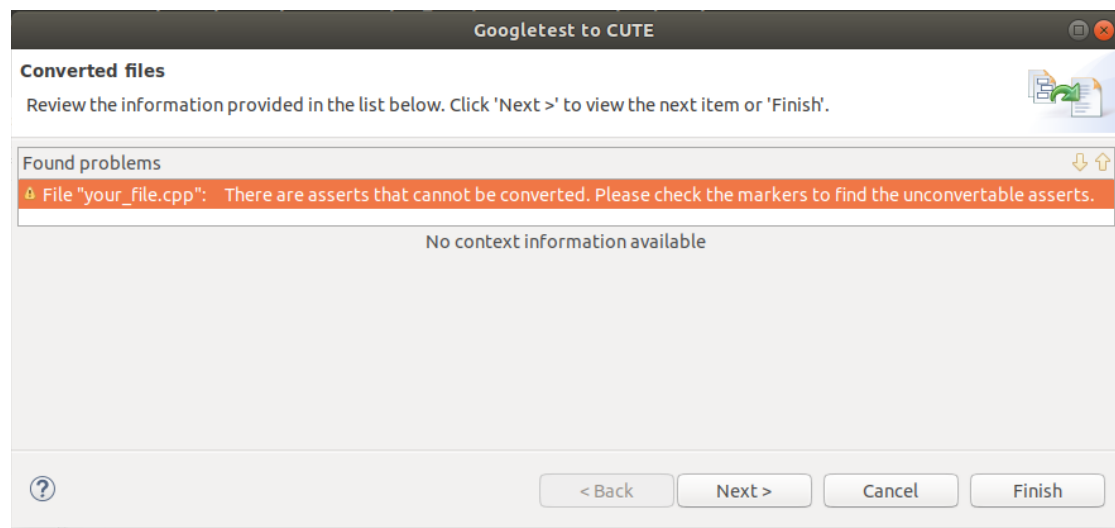 Googletest to CUTE
Converted files
Review the information provided in the list below. Click 'Next >' to view the next item or 'Finish'.
Found problems
File "your_file.cpp": There are asserts that cannot be converted. Please check the markers to find the unconvertable asserts.
No context information available
?
< Back Next > Cancel Finish